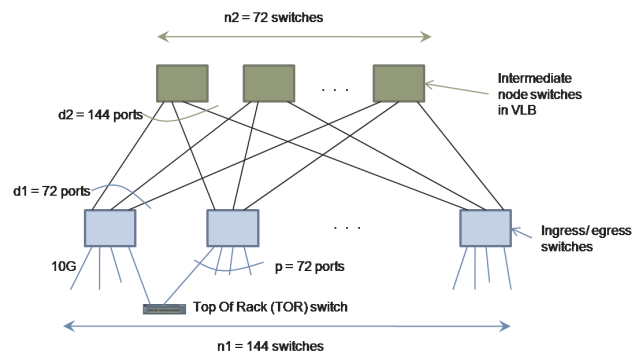 n2 = 72 switches
Intermediate
node switches
in VLB
. . .
d2 = 144 ports
d1 = 72 ports
Ingress/egress
switches
. . .
10G
p = 72 ports
Top Of Rack (TOR) switch
n1 = 144 switches